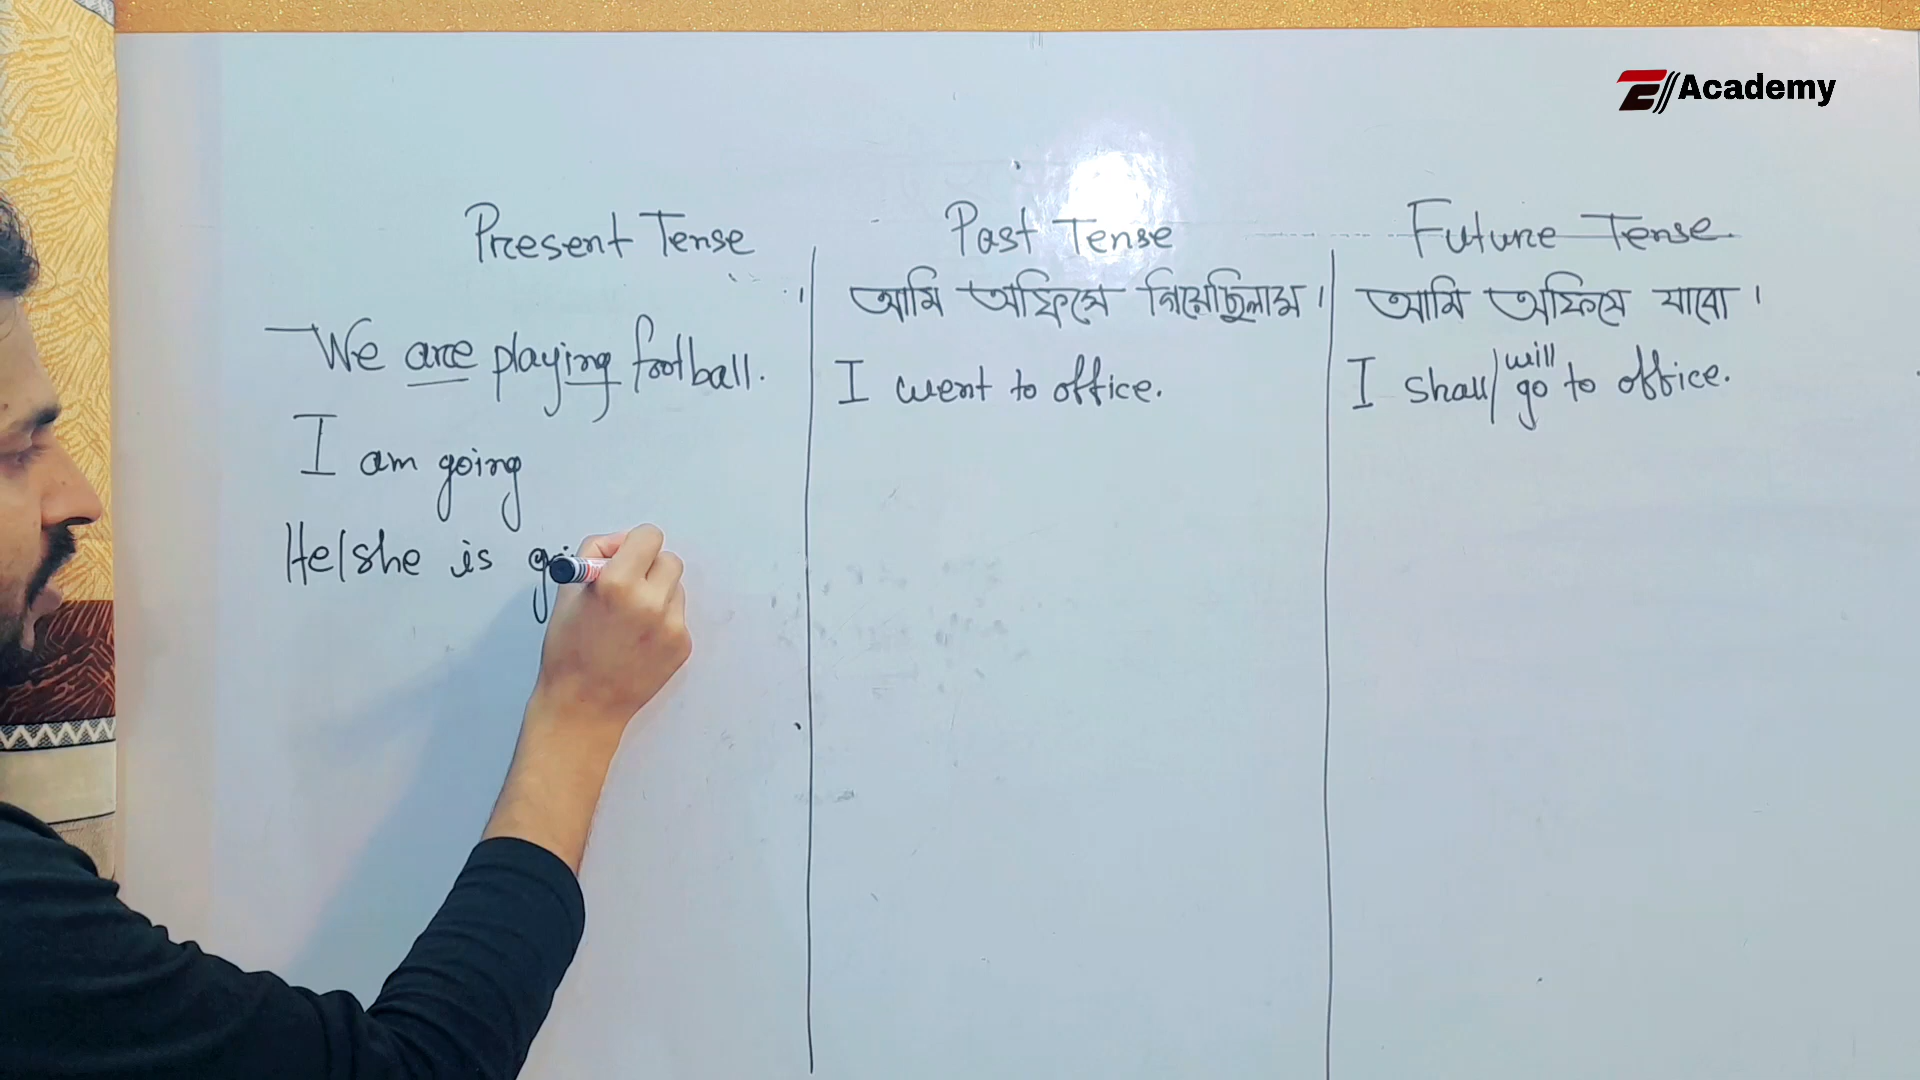 Academy
Present Tense
We are playing football.
I am going
He/she is
Past Tense
আমি অফিসে গিয়েছিলাম।
I went to office.
Future Tense
আমি অফিসে যাবো।
I shall/will go to office.